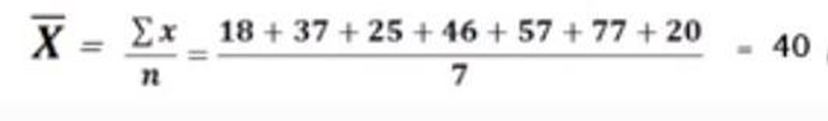 X̅ = Σx / n = 18 + 37 + 25 + 46 + 57 + 77 + 20 / 7 = 40